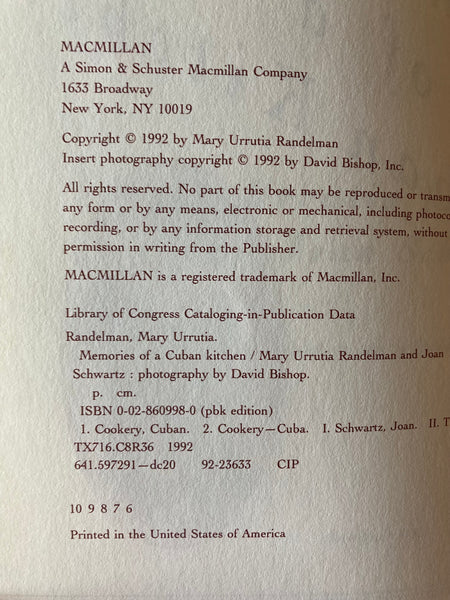 MACMILLAN
A Simon & Schuster Macmillan Company
1633 Broadway
New York, NY 10019
Copyright © 1992 by Mary Urrutia Randelman
Insert photography copyright © 1992 by David Bishop, Inc.
All rights reserved. No part of this book may be reproduced or transm
any form or by any means, electronic or mechanical, including photoco
recording, or by any information storage and retrieval system, without
permission in writing from the Publisher.
MACMILLAN is a registered trademark of Macmillan, Inc.
Library of Congress Cataloging-in-Publication Data
Randelman, Mary Urrutia.
Memories of a Cuban kitchen / Mary Urrutia Randelman and Joan
Schwartz : photography by David Bishop.
p. cm.
ISBN 0-02-860998-0 (pbk edition)
1. Cookery, Cuban. 2. Cookery—Cuba. I. Schwartz, Joan. II. T
TX716.C8R36 1992
641.597291—dc20 92-23633 CIP
10 9 8 7 6
Printed in the United States of America